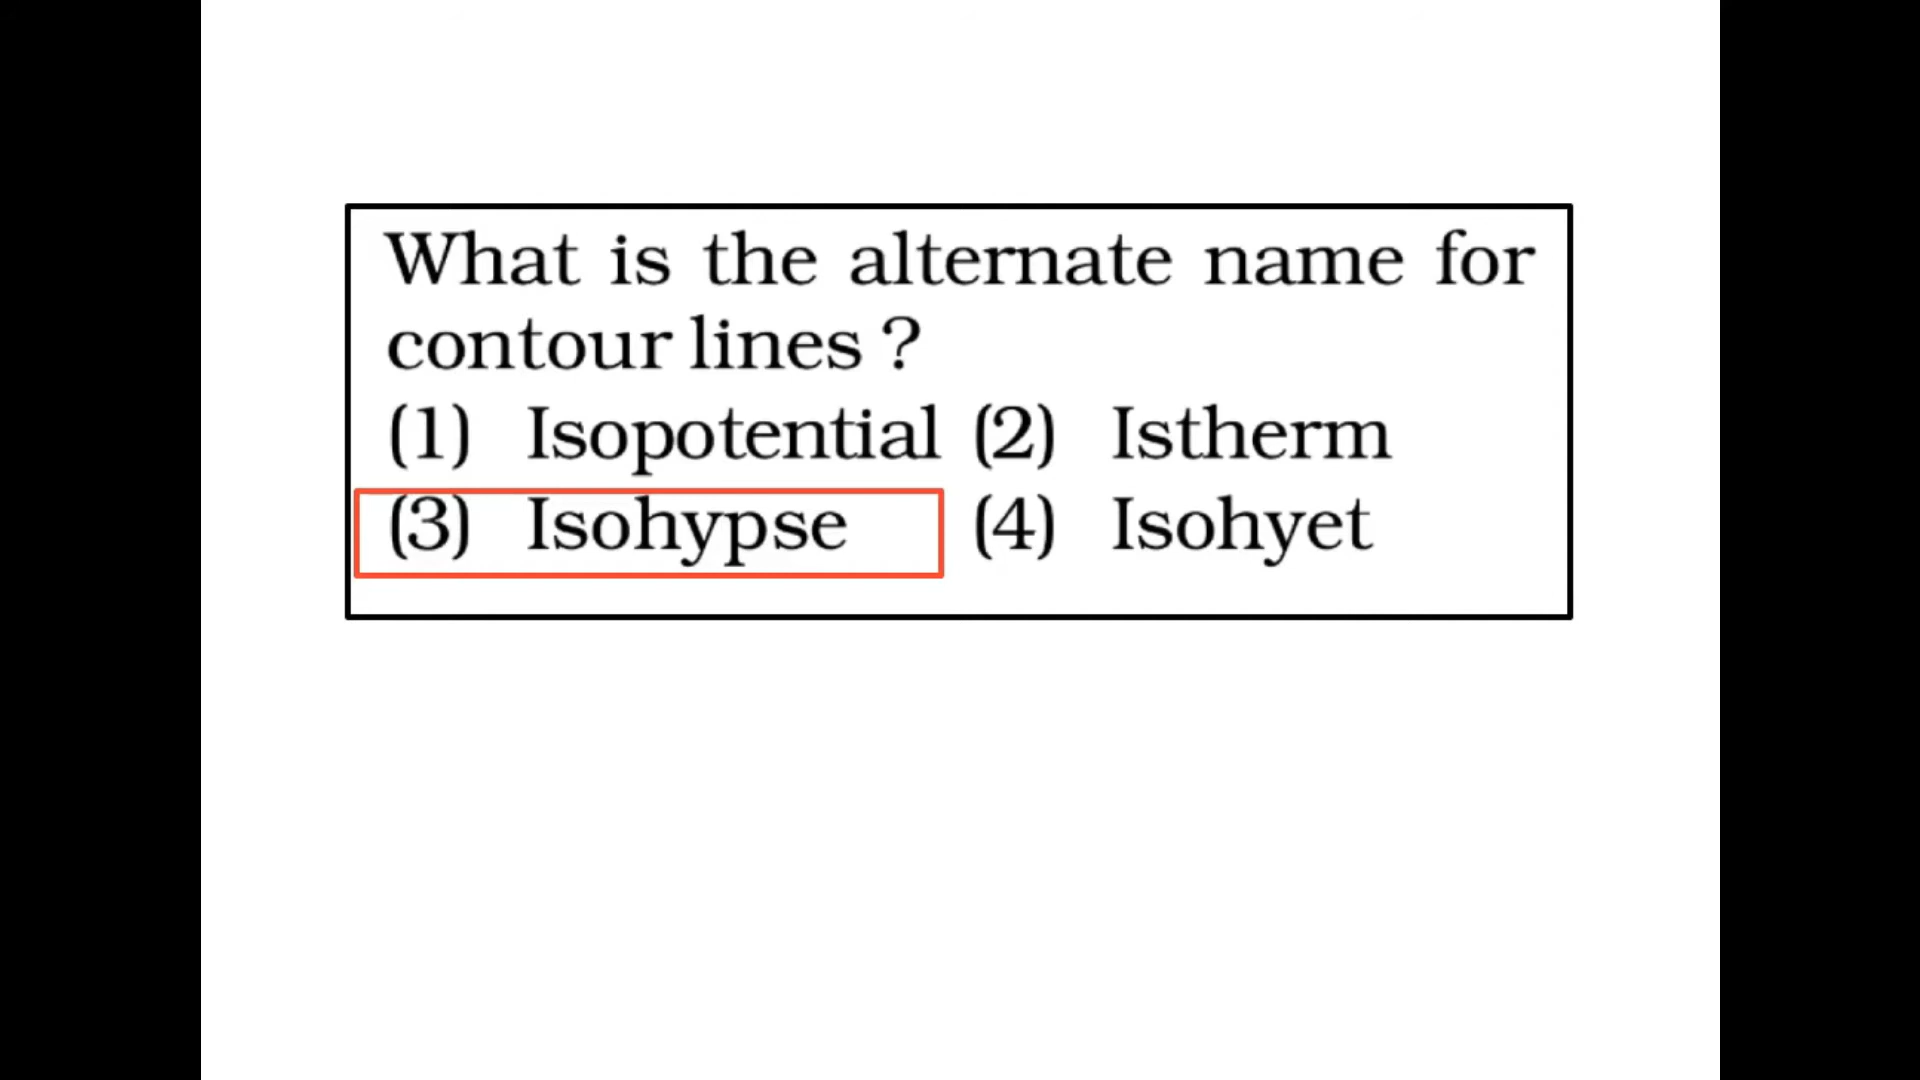 What is the alternate name for
contour lines ?
(1) Isopotential (2) Istherm
(3) Isohypse (4) Isohyet